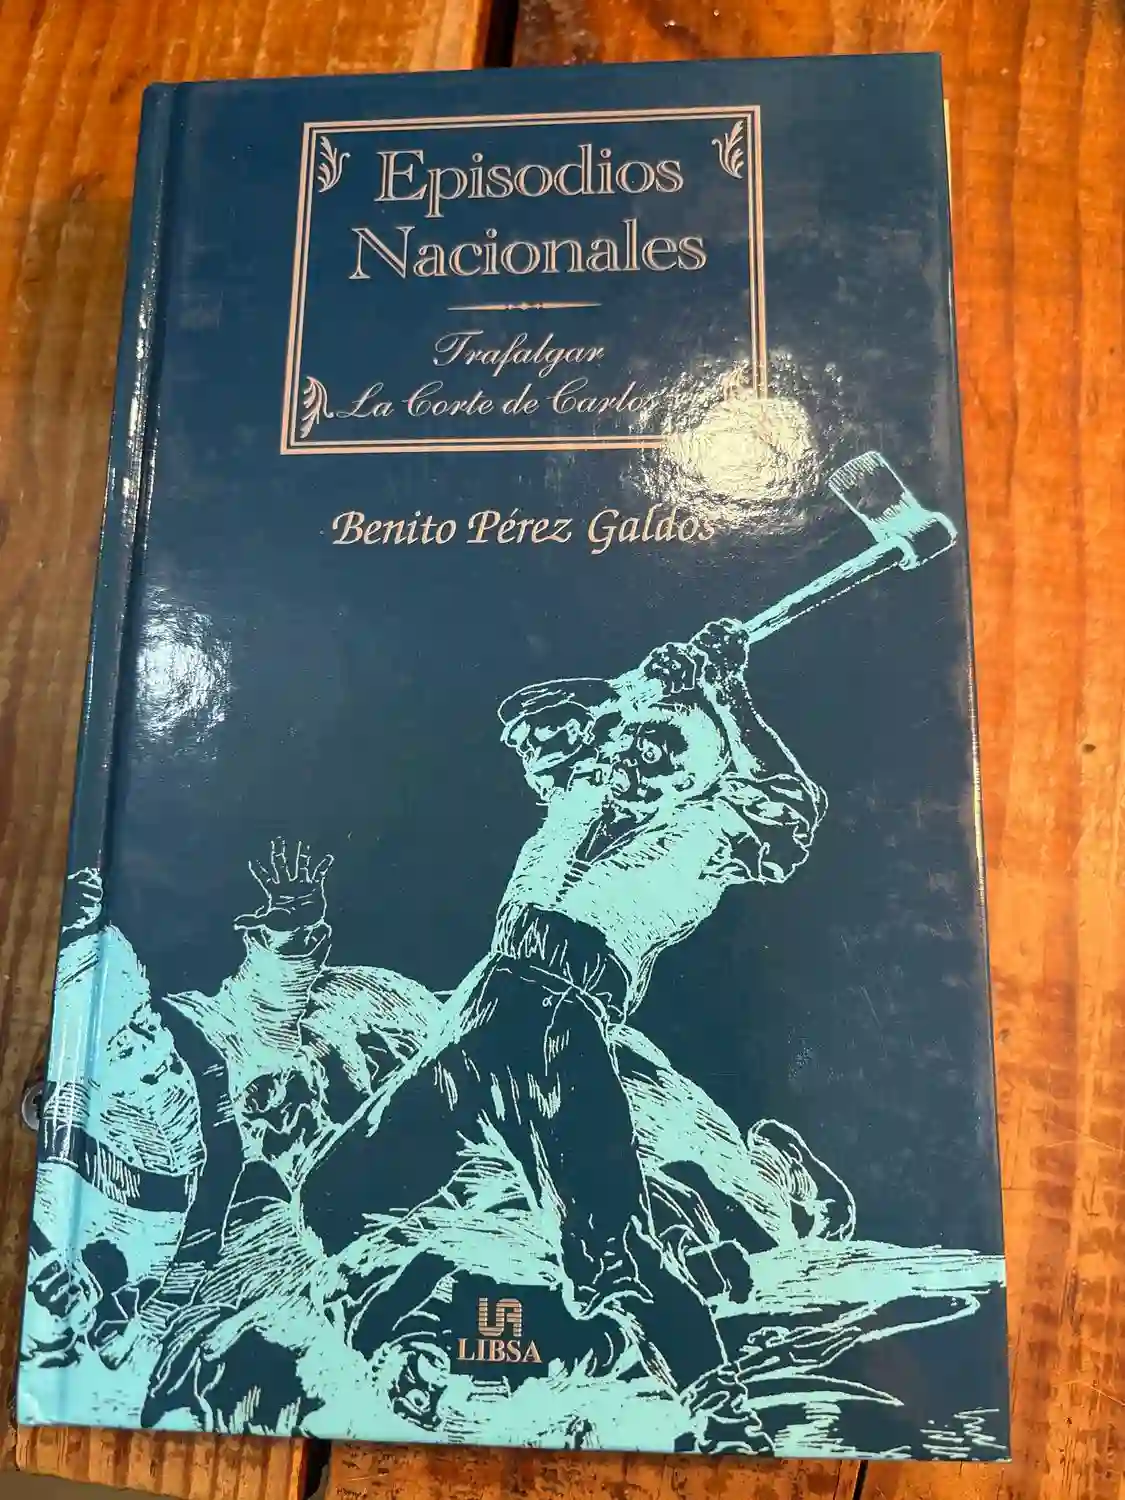 Episodios
Nacionales
Trafalgar
La Corte de Carlos
Benito Pérez Galdós
LIBSA